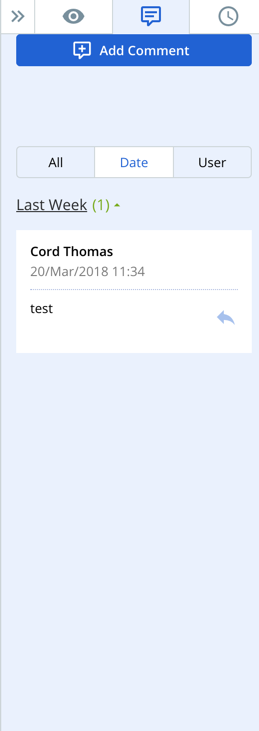 Add Comment
All Date User
Last Week (1)
Cord Thomas
20/Mar/2018 11:34
test